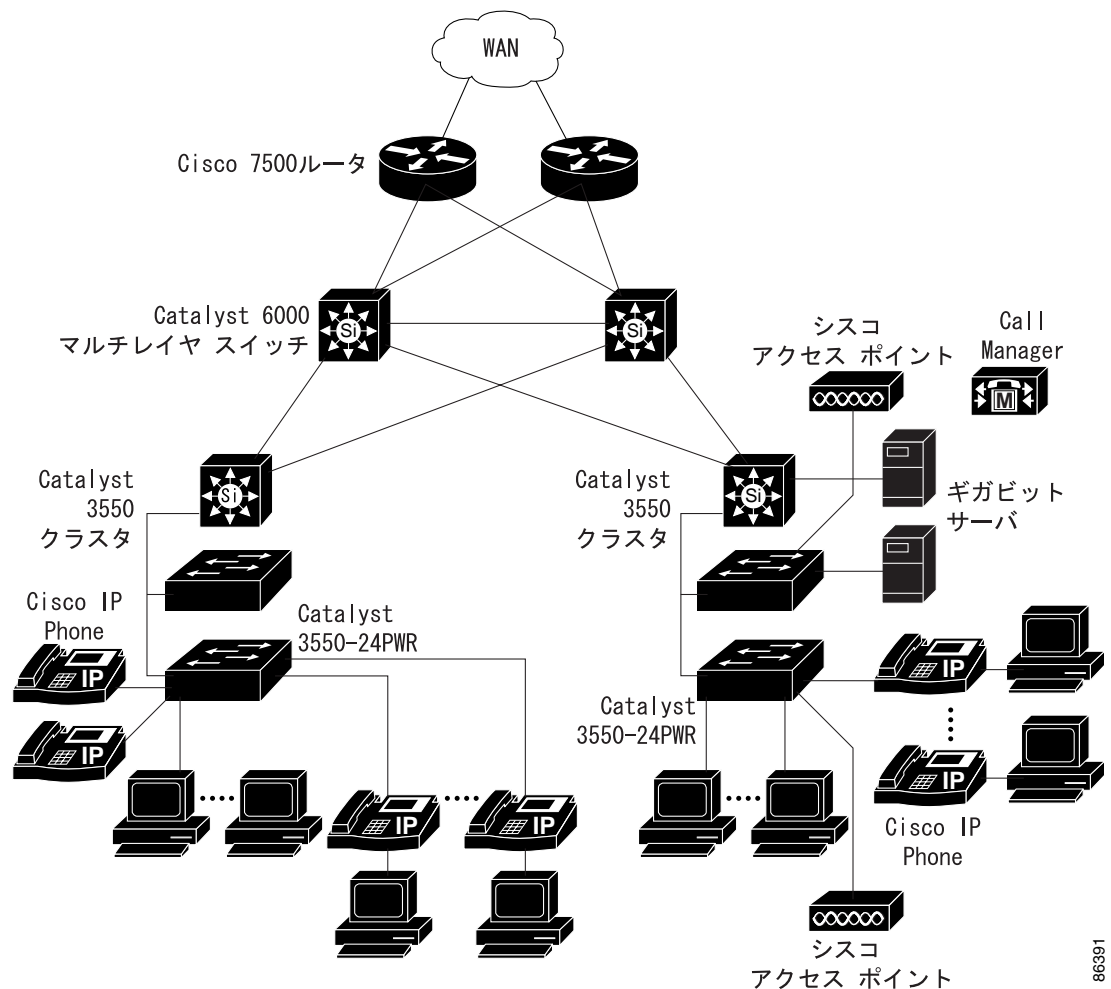 WAN
Cisco 7500ルータ
Catalyst 6000
マルチレイヤ スイッチ
Si
Si
シスコ
アクセス ポイント
Call
Manager
M
Catalyst
3550
クラスタ
Si
Catalyst
3550
クラスタ
Si
ギガビット
サーバ
Cisco IP
Phone
Catalyst
3550-24PWR
IP
IP
IP
IP
Catalyst
3550-24PWR
IP
IP
Cisco IP
Phone
シスコ
アクセス ポイント
86391